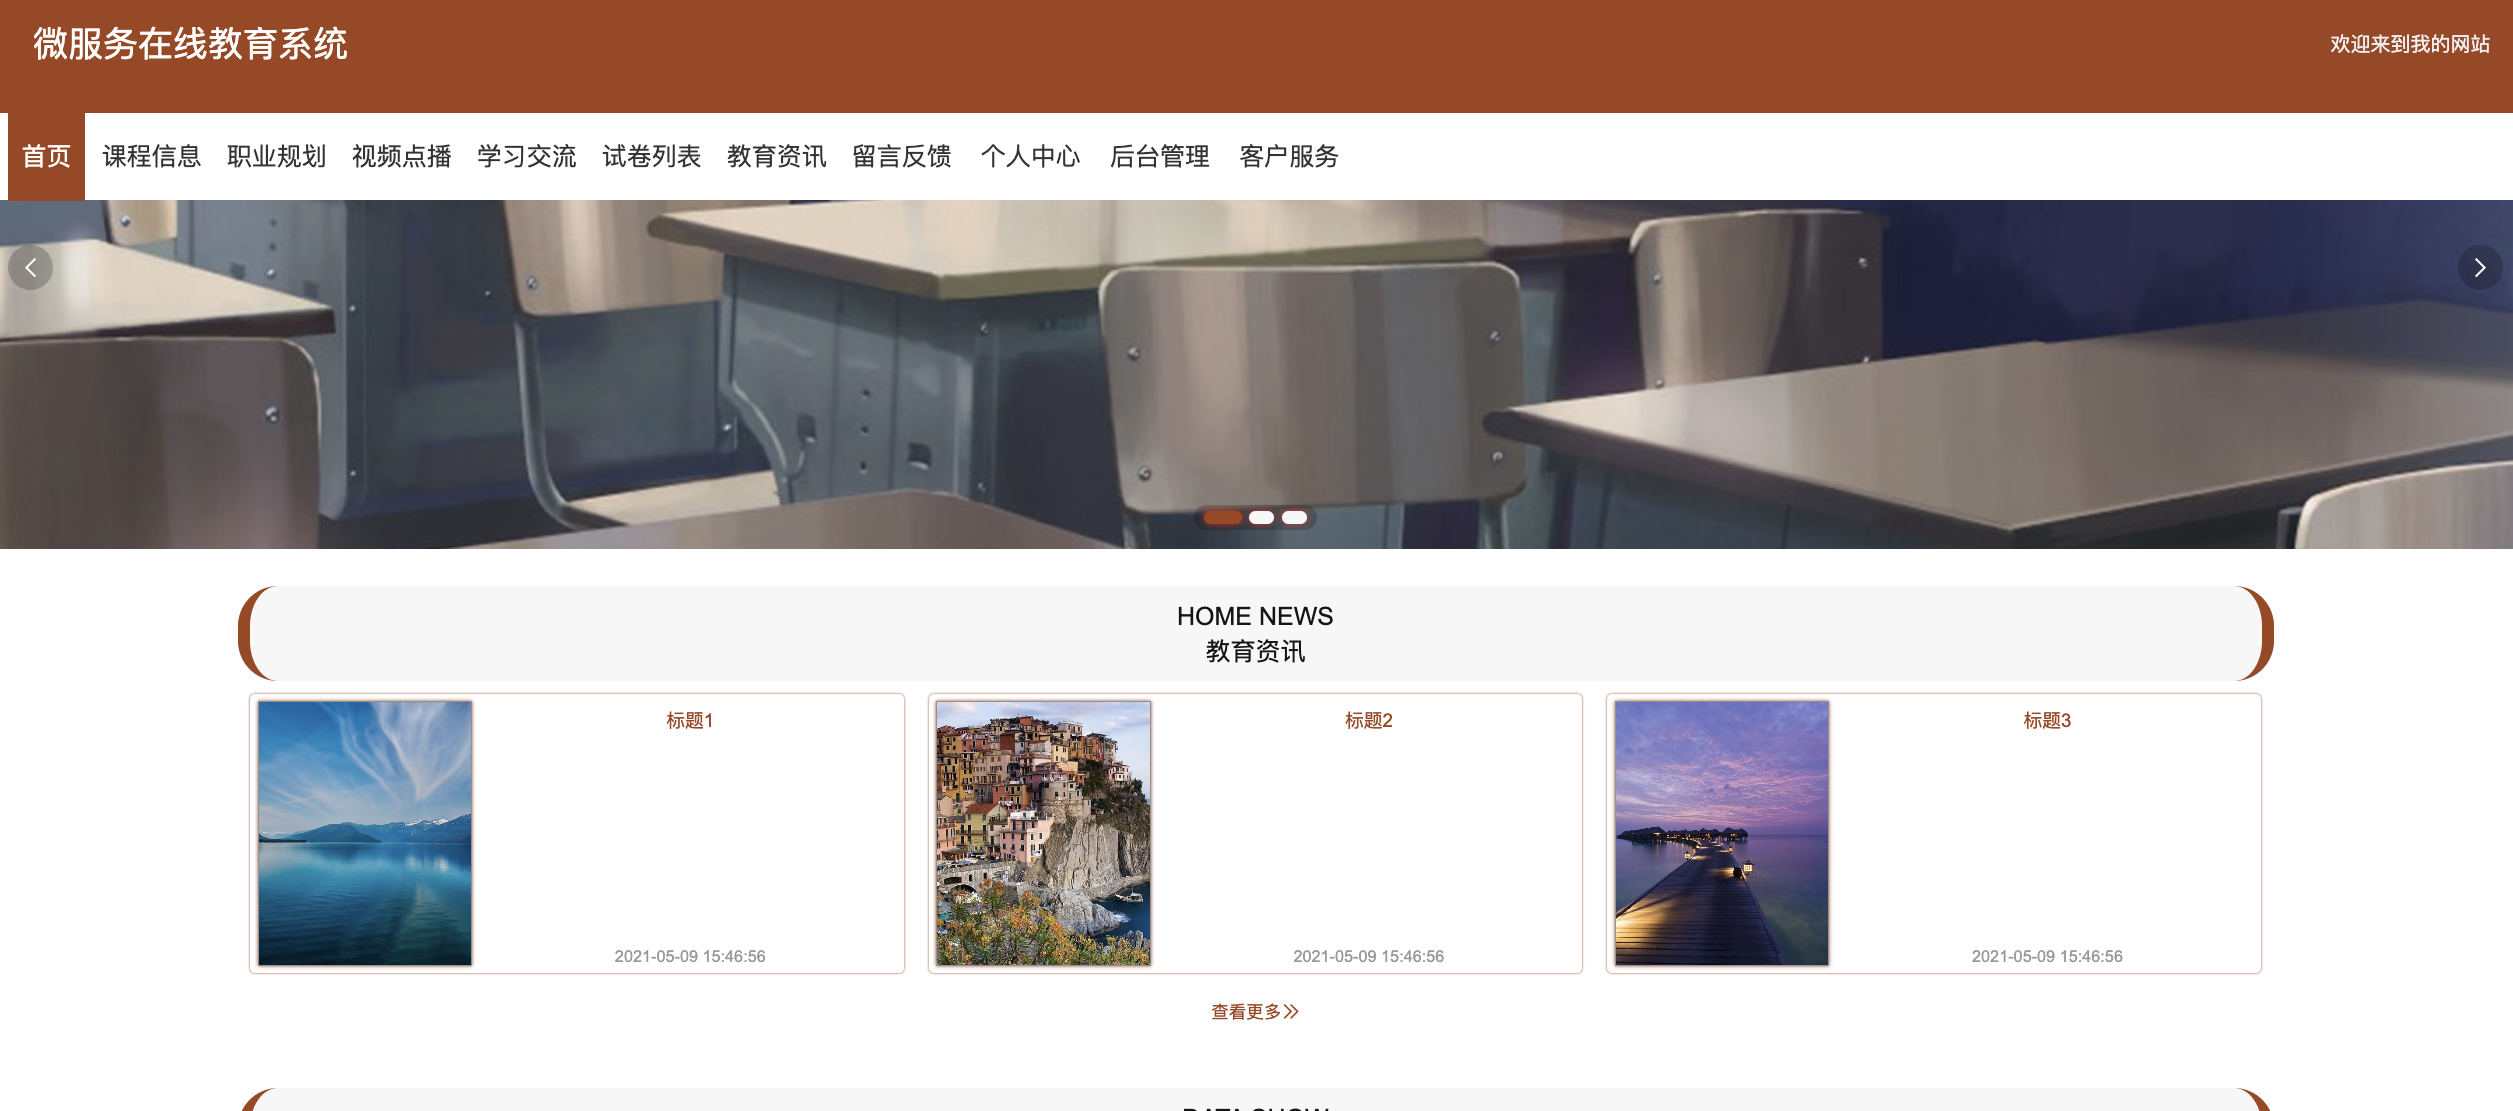 微服务在线教育系统
欢迎来到我的网站
首页 课程信息 职业规划 视频点播 学习交流 试卷列表 教育资讯 留言反馈 个人中心 后台管理 客户服务
HOME NEWS
教育资讯
标题1
2021-05-09 15:46:56
标题2
2021-05-09 15:46:56
标题3
2021-05-09 15:46:56
查看更多
DATA SHOW